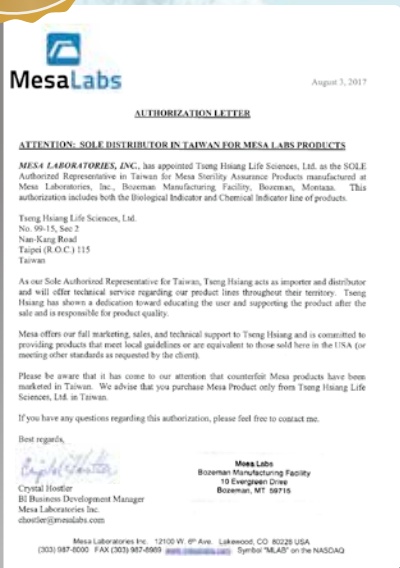 MesaLabs
August 3, 2017
AUTHORIZATION LETTER
ATTENTION: SOLE DISTRIBUTOR IN TAIWAN FOR MESA LABS PRODUCTS
MESA LABORATORIES, INC., has appointed Tseng Hsiang Life Sciences, Ltd. as the SOLE
Authorized Representative in Taiwan for Mesa Sterility Assurance Products manufactured at
Mesa Laboratories, Inc., Bozeman Manufacturing Facility, Bozeman, Montana. This
authorization includes both the Biological Indicator and Chemical Indicator line of products.
Tseng Hsiang Life Sciences, Ltd.
No. 99-15, Sec 2
Nan-Kang Road
Taipei (R.O.C.) 115
Taiwan
As our Sole Authorized Representative for Taiwan, Tseng Hsiang acts as importer and distributor
and will offer technical service regarding our product lines throughout their territory. Tseng
Hsiang has shown a dedication toward educating the user and supporting the product after the
sale and is responsible for product quality.
Mesa offers our full marketing, sales, and technical support to Tseng Hsiang and is committed to
providing products that meet local guidelines or are equivalent to those sold here in the USA (or
meeting other standards as requested by the client).
Please be aware that it has come to our attention that counterfeit Mesa products have been
marketed in Taiwan. We advise that you purchase Mesa Product only from Tseng Hsiang Life
Sciences, Ltd. in Taiwan.
If you have any questions regarding this authorization, please feel free to contact me.
Best regards,
Crystal Hostler
Crystal Hostler
BI Business Development Manager
Mesa Laboratories Inc.
chostler@mesalabs.com
Mesa Labs
Bozeman Manufacturing Facility
10 Evergreen Drive
Bozeman, MT 59715
Mesa Laboratories Inc. 12100 W. 6th Ave. Lakewood, CO 80228 USA
(303) 987-8000 FAX (303) 987-8989 www.mesalabs.com Symbol "MLAB" on the NASDAQ